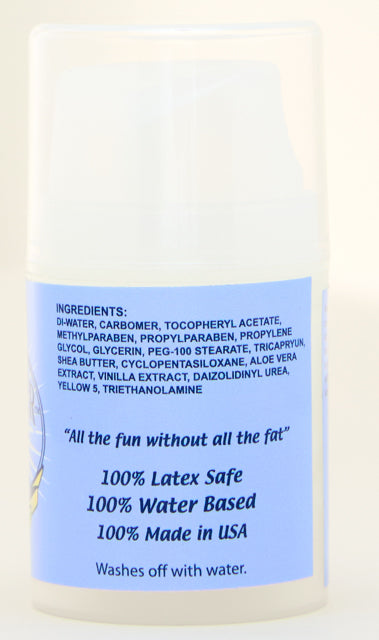 INGREDIENTS:
DI-WATER, CARBOMER, TOCOPHERYL ACETATE,
METHYLPARABEN, PROPYLPARABEN, PROPYLENE
GLYCOL, GLYCERIN, PEG-100 STEARATE, TRICAPRYUN,
SHEA BUTTER, CYCLOPENTASILOXANE, ALOE VERA
EXTRACT, VINILLA EXTRACT, DAIZOLIDINYL UREA,
YELLOW 5, TRIETHANOLAMINE
"All the fun without all the fat"
100% Latex Safe
100% Water Based
100% Made in USA
Washes off with water.